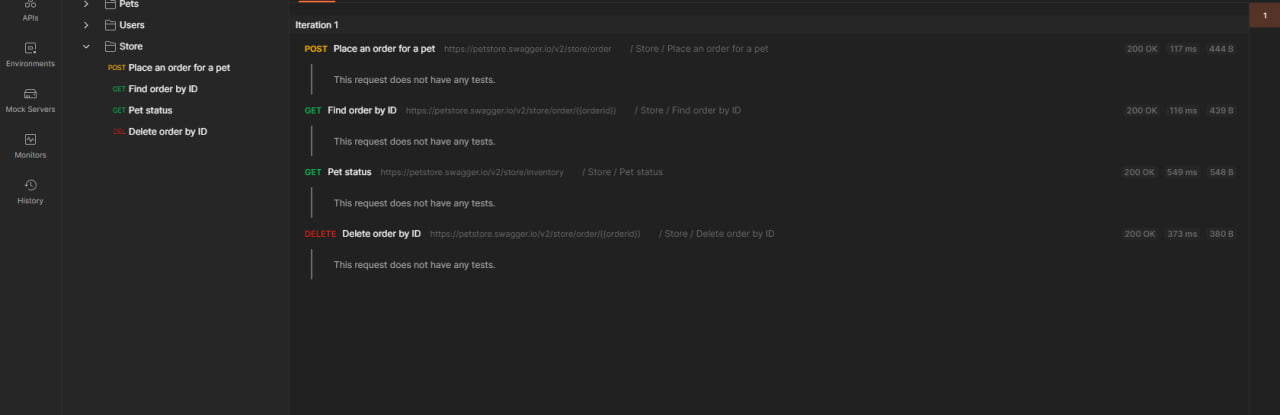 APIs
Environments
Mock Servers
Monitors
History
Pets
Users
Store
POST Place an order for a pet
GET Find order by ID
GET Pet status
DEL Delete order by ID
Iteration 1
POST Place an order for a pet https://petstore.swagger.io/v2/store/order / Store / Place an order for a pet 200 OK 117 ms 444 B
This request does not have any tests.
GET Find order by ID https://petstore.swagger.io/v2/store/order/{{orderid}} / Store / Find order by ID 200 OK 116 ms 439 B
This request does not have any tests.
GET Pet status https://petstore.swagger.io/v2/store/inventory / Store / Pet status 200 OK 549 ms 548 B
This request does not have any tests.
DELETE Delete order by ID https://petstore.swagger.io/v2/store/order/{{orderid}} / Store / Delete order by ID 200 OK 373 ms 380 B
This request does not have any tests.
1